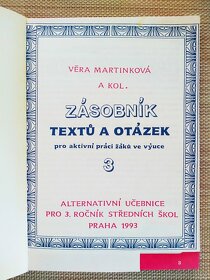 VĚRA MARTINKOVÁ
A KOL.
ZÁSOBNÍK
TEXTŮ A OTÁZEK
pro aktivní práci žáků ve výuce
3
ALTERNATIVNÍ UČEBNICE
PRO 3. ROČNÍK STŘEDNÍCH ŠKOL
PRAHA 1993